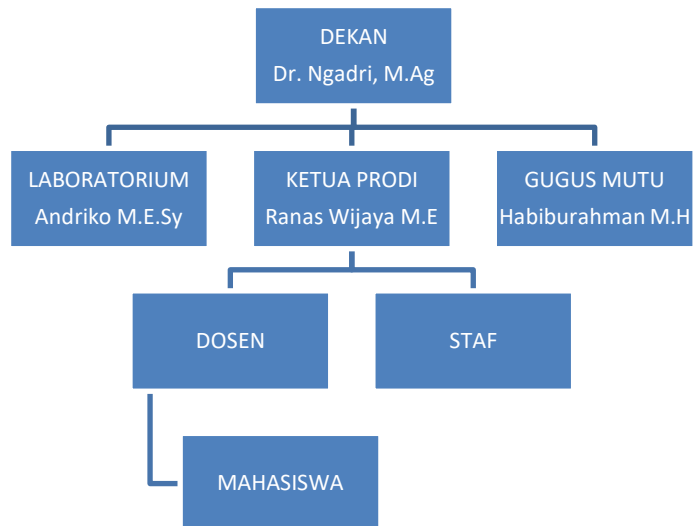 DEKAN
Dr. Ngadri, M.Ag
LABORATORIUM
Andriko M.E.Sy
KETUA PRODI
Ranas Wijaya M.E
GUGUS MUTU
Habiburahman M.H
DOSEN
STAF
MAHASISWA